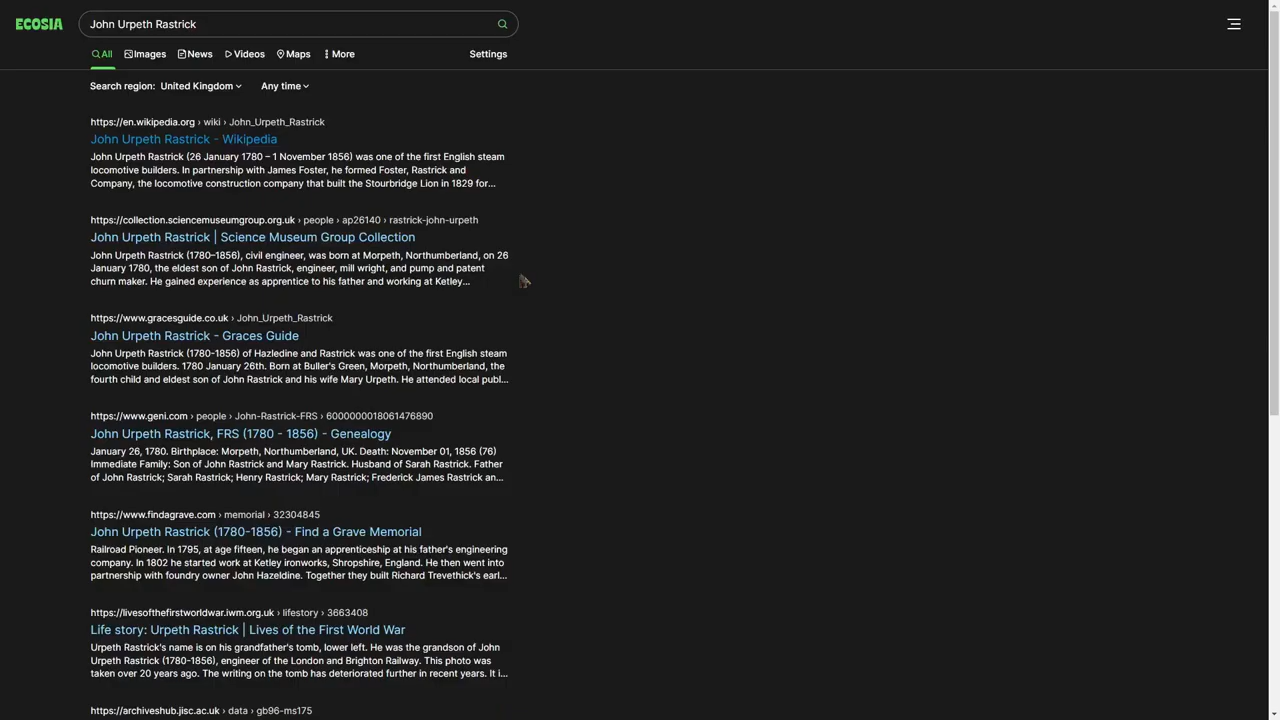 ECOSIA
John Urpeth Rastrick
All Images News Videos Maps More Settings
Search region: United Kingdom Any time
https://en.wikipedia.org › wiki › John_Urpeth_Rastrick
John Urpeth Rastrick - Wikipedia
John Urpeth Rastrick (26 January 1780 – 1 November 1856) was one of the first English steam
locomotive builders. In partnership with James Foster, he formed Foster, Rastrick and
Company, the locomotive construction company that built the Stourbridge Lion in 1829 for...
https://collection.sciencemuseumgroup.org.uk › people › ap26140 › rastrick-john-urpeth
John Urpeth Rastrick | Science Museum Group Collection
John Urpeth Rastrick (1780–1856), civil engineer, was born at Morpeth, Northumberland, on 26
January 1780, the eldest son of John Rastrick, engineer, mill wright, and pump and patent
churn maker. He gained experience as apprentice to his father and working at Ketley...
https://www.gracesguide.co.uk › John_Urpeth_Rastrick
John Urpeth Rastrick - Graces Guide
John Urpeth Rastrick (1780-1856) of Hazledine and Rastrick was one of the first English steam
locomotive builders. 1780 January 26th. Born at Buller's Green, Morpeth, Northumberland, the
fourth child and eldest son of John Rastrick and his wife Mary Urpeth. He attended local publ...
https://www.geni.com › people › John-Rastrick-FRS › 6000000018061476890
John Urpeth Rastrick, FRS (1780 - 1856) - Genealogy
January 26, 1780. Birthplace: Morpeth, Northumberland, UK. Death: November 01, 1856 (76)
Immediate Family: Son of John Rastrick and Mary Rastrick. Husband of Sarah Rastrick. Father
of John Rastrick; Sarah Rastrick; Henry Rastrick; Mary Rastrick; Frederick James Rastrick an...
https://www.findagrave.com › memorial › 32304845
John Urpeth Rastrick (1780-1856) - Find a Grave Memorial
Railroad Pioneer. In 1795, at age fifteen, he began an apprenticeship at his father's engineering
company. In 1802 he started work at Ketley ironworks, Shropshire, England. He then went into
partnership with foundry owner John Hazeldine. Together they built Richard Trevethick's earl...
https://livesofthefirstworldwar.iwm.org.uk › lifestory › 3663408
Life story: Urpeth Rastrick | Lives of the First World War
Urpeth Rastrick's name is on his grandfather's tomb, lower left. He was the grandson of John
Urpeth Rastrick (1780-1856), engineer of the London and Brighton Railway. This photo was
taken over 20 years ago. The writing on the tomb has deteriorated further in recent years. It i...
https://archiveshub.jisc.ac.uk › data › gb96-ms175